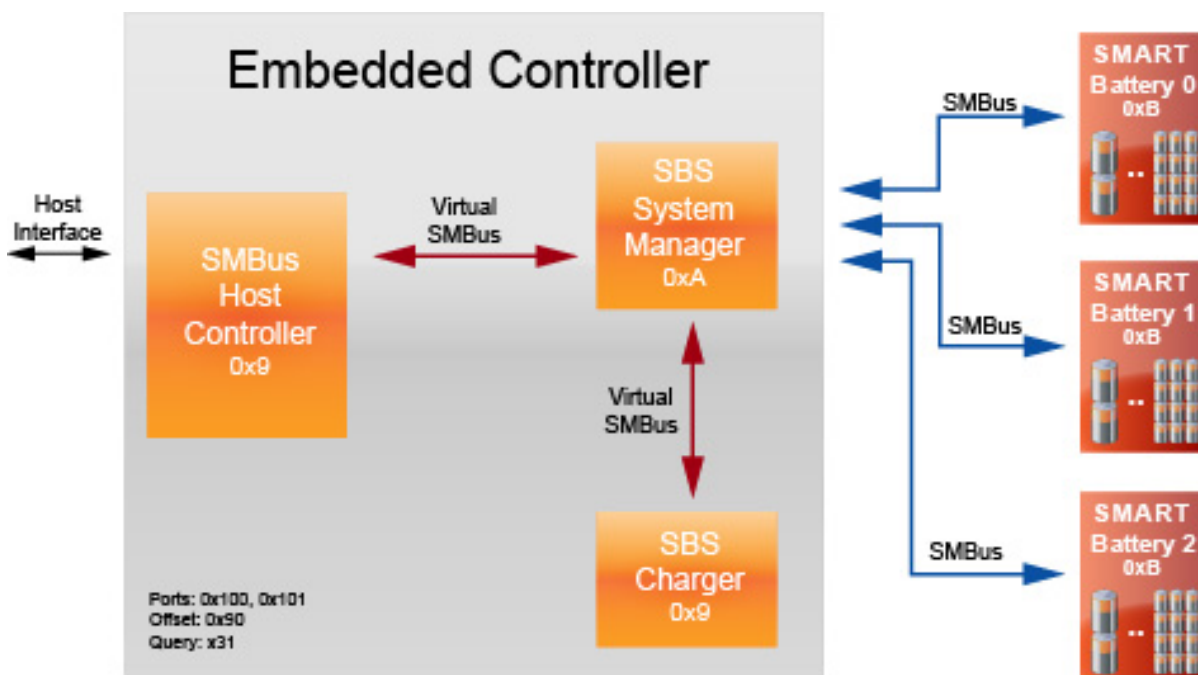 Embedded Controller
Host
Interface
SMBus
Host
Controller
0x9
Virtual
SMBus
SBS
System
Manager
0xA
Virtual
SMBus
SBS
Charger
0x9
Ports: 0x100, 0x101
Offset: 0x90
Query: x31
SMBus
SMART
Battery 0
0xB
..
SMBus
SMART
Battery 1
0xB
..
SMBus
SMART
Battery 2
0xB
..